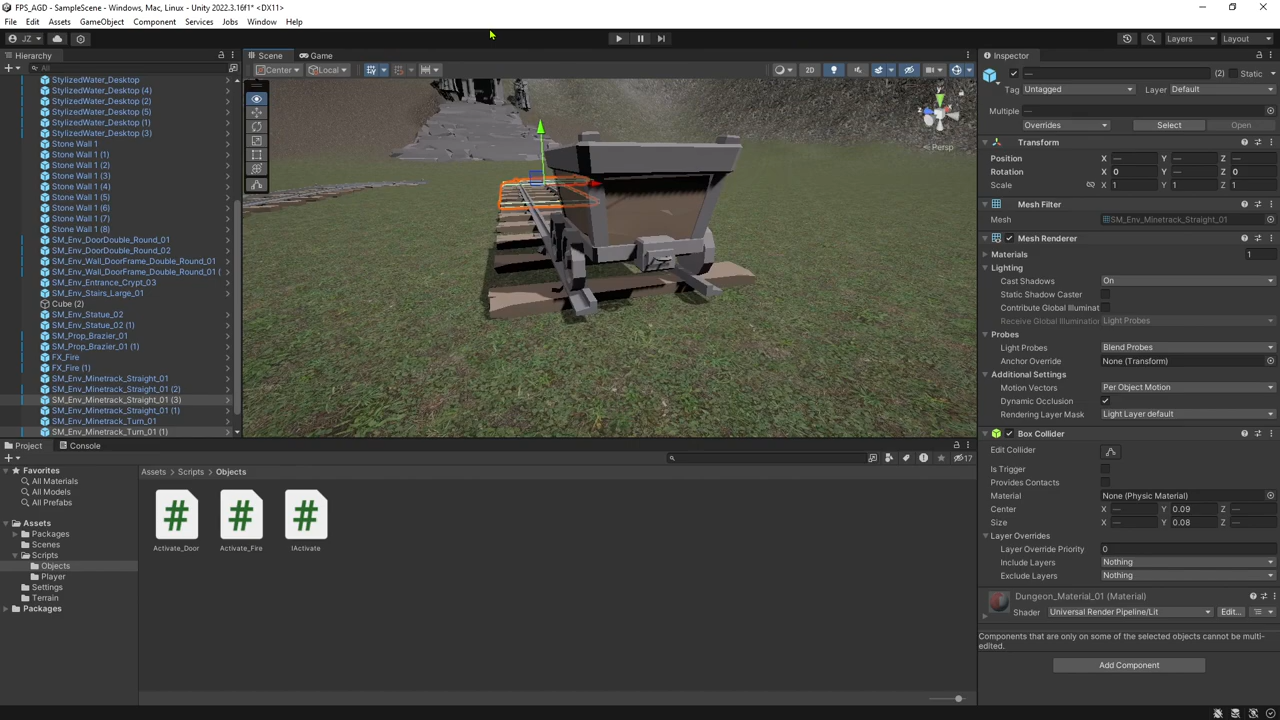 FPS_AGD - SampleScene - Windows, Mac, Linux - Unity 2022.3.16f1* <DX11>
File Edit Assets GameObject Component Services Jobs Window Help
JZ
Layers Layout
Hierarchy
All
StylizedWater_Desktop
StylizedWater_Desktop (4)
StylizedWater_Desktop (2)
StylizedWater_Desktop (5)
StylizedWater_Desktop (1)
StylizedWater_Desktop (3)
Stone Wall 1
Stone Wall 1 (1)
Stone Wall 1 (2)
Stone Wall 1 (3)
Stone Wall 1 (4)
Stone Wall 1 (5)
Stone Wall 1 (6)
Stone Wall 1 (7)
Stone Wall 1 (8)
SM_Env_DoorDouble_Round_01
SM_Env_DoorDouble_Round_02
SM_Env_Wall_DoorFrame_Double_Round_01
SM_Env_Wall_DoorFrame_Double_Round_01 (
SM_Env_Entrance_Crypt_03
SM_Env_Stairs_Large_01
Cube (2)
SM_Env_Statue_02
SM_Env_Statue_02 (1)
SM_Prop_Brazier_01
SM_Prop_Brazier_01 (1)
FX_Fire
FX_Fire (1)
SM_Env_Minetrack_Straight_01
SM_Env_Minetrack_Straight_01 (2)
SM_Env_Minetrack_Straight_01 (3)
SM_Env_Minetrack_Straight_01 (1)
SM_Env_Minetrack_Turn_01
SM_Env_Minetrack_Turn_01 (1)
Scene Game
Center Local 2D
Persp
Inspector
— (2) Static
Tag Untagged Layer Default
Multiple —
Overrides Select Open
Transform
Position X — Y — Z —
Rotation X 0 Y — Z 0
Scale X 1 Y 1 Z 1
Mesh Filter
Mesh SM_Env_Minetrack_Straight_01
Mesh Renderer
Materials 1
Lighting
Cast Shadows On
Static Shadow Caster
Contribute Global Illuminat
Receive Global Illumination Light Probes
Probes
Light Probes Blend Probes
Anchor Override None (Transform)
Additional Settings
Motion Vectors Per Object Motion
Dynamic Occlusion
Rendering Layer Mask Light Layer default
Box Collider
Edit Collider
Is Trigger
Provides Contacts
Material None (Physic Material)
Center X — Y 0.09 Z —
Size X — Y 0.08 Z —
Layer Overrides
Layer Override Priority 0
Include Layers Nothing
Exclude Layers Nothing
Dungeon_Material_01 (Material)
Shader Universal Render Pipeline/Lit Edit...
Components that are only on some of the selected objects cannot be multi-
edited.
Add Component
Project Console
17
Favorites
All Materials
All Models
All Prefabs
Assets
Packages
Scenes
Scripts
Objects
Player
Settings
Terrain
Packages
Assets Scripts Objects
# # #
Activate_Door Activate_Fire IActivate